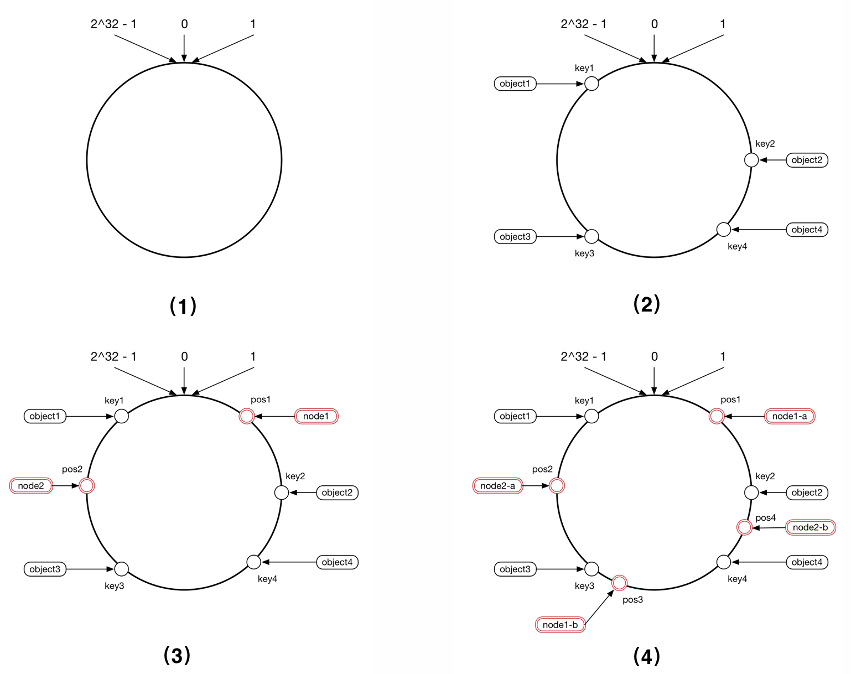 2^32 - 1 0 1
(1)
2^32 - 1 0 1
key1
object1
key2
object2
object3
key3
object4
key4
(2)
2^32 - 1 0 1
key1
pos1
object1
node1
pos2
key2
node2
object2
object3
object4
key3
key4
(3)
2^32 - 1 0 1
key1
pos1
object1
node1-a
pos2
key2
node2-a
object2
pos4
node2-b
object3
object4
key3
key4
pos3
node1-b
(4)